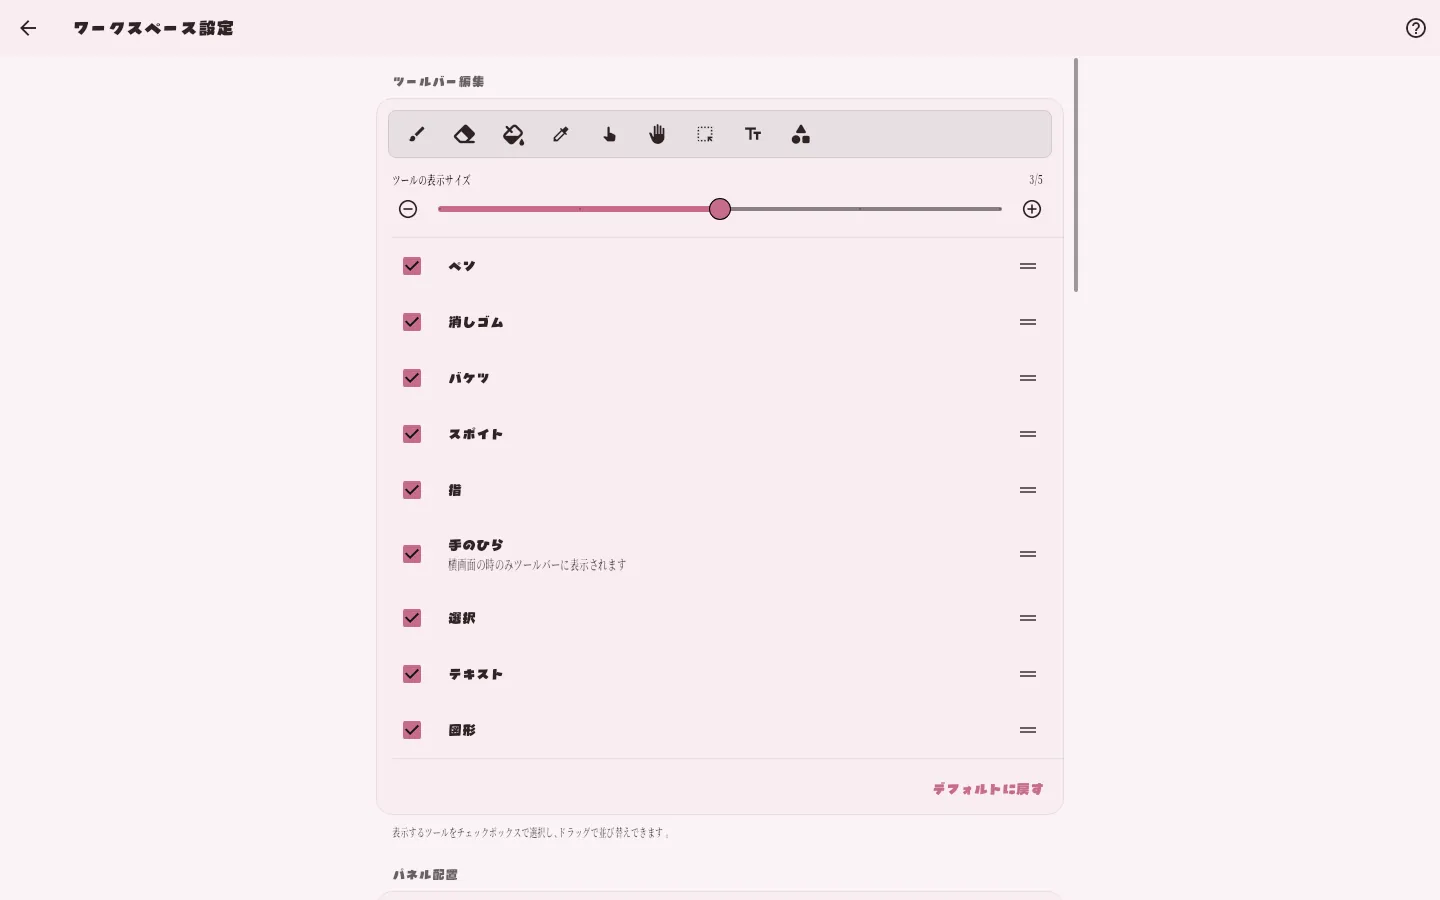 ワークスペース設定
ツールバー編集
ツールの表示サイズ
3/5
ペン
消しゴム
バケツ
スポイト
指
手のひら
横画面の時のみツールバーに表示されます
選択
テキスト
図形
デフォルトに戻す
表示するツールをチェックボックスで選択し、ドラッグで並び替えできます。
パネル配置